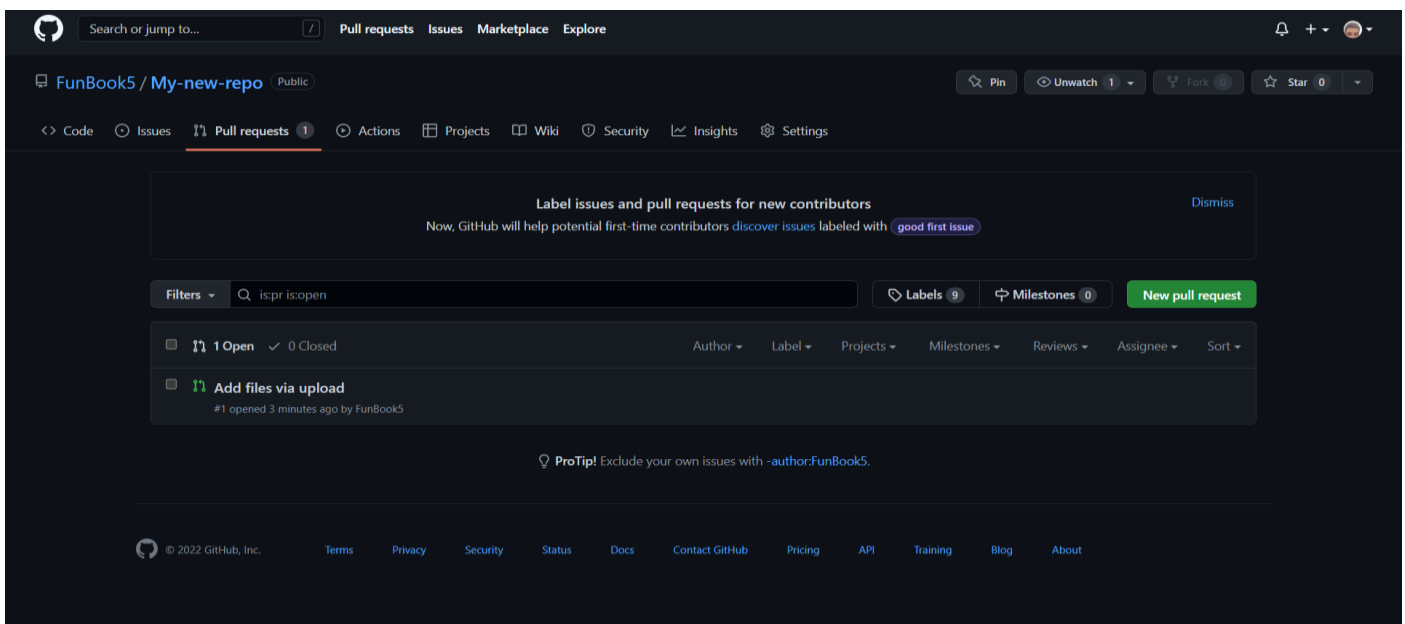 Search or jump to... / Pull requests Issues Marketplace Explore
FunBook5 / My-new-repo Public Pin Unwatch 1 Fork 0 Star 0
<> Code Issues Pull requests 1 Actions Projects Wiki Security Insights Settings
Label issues and pull requests for new contributors Dismiss
Now, GitHub will help potential first-time contributors discover issues labeled with good first issue
Filters is:pr is:open Labels 9 Milestones 0 New pull request
1 Open 0 Closed Author Label Projects Milestones Reviews Assignee Sort
Add files via upload
#1 opened 3 minutes ago by FunBook5
ProTip! Exclude your own issues with -author:FunBook5.
© 2022 GitHub, Inc. Terms Privacy Security Status Docs Contact GitHub Pricing API Training Blog About